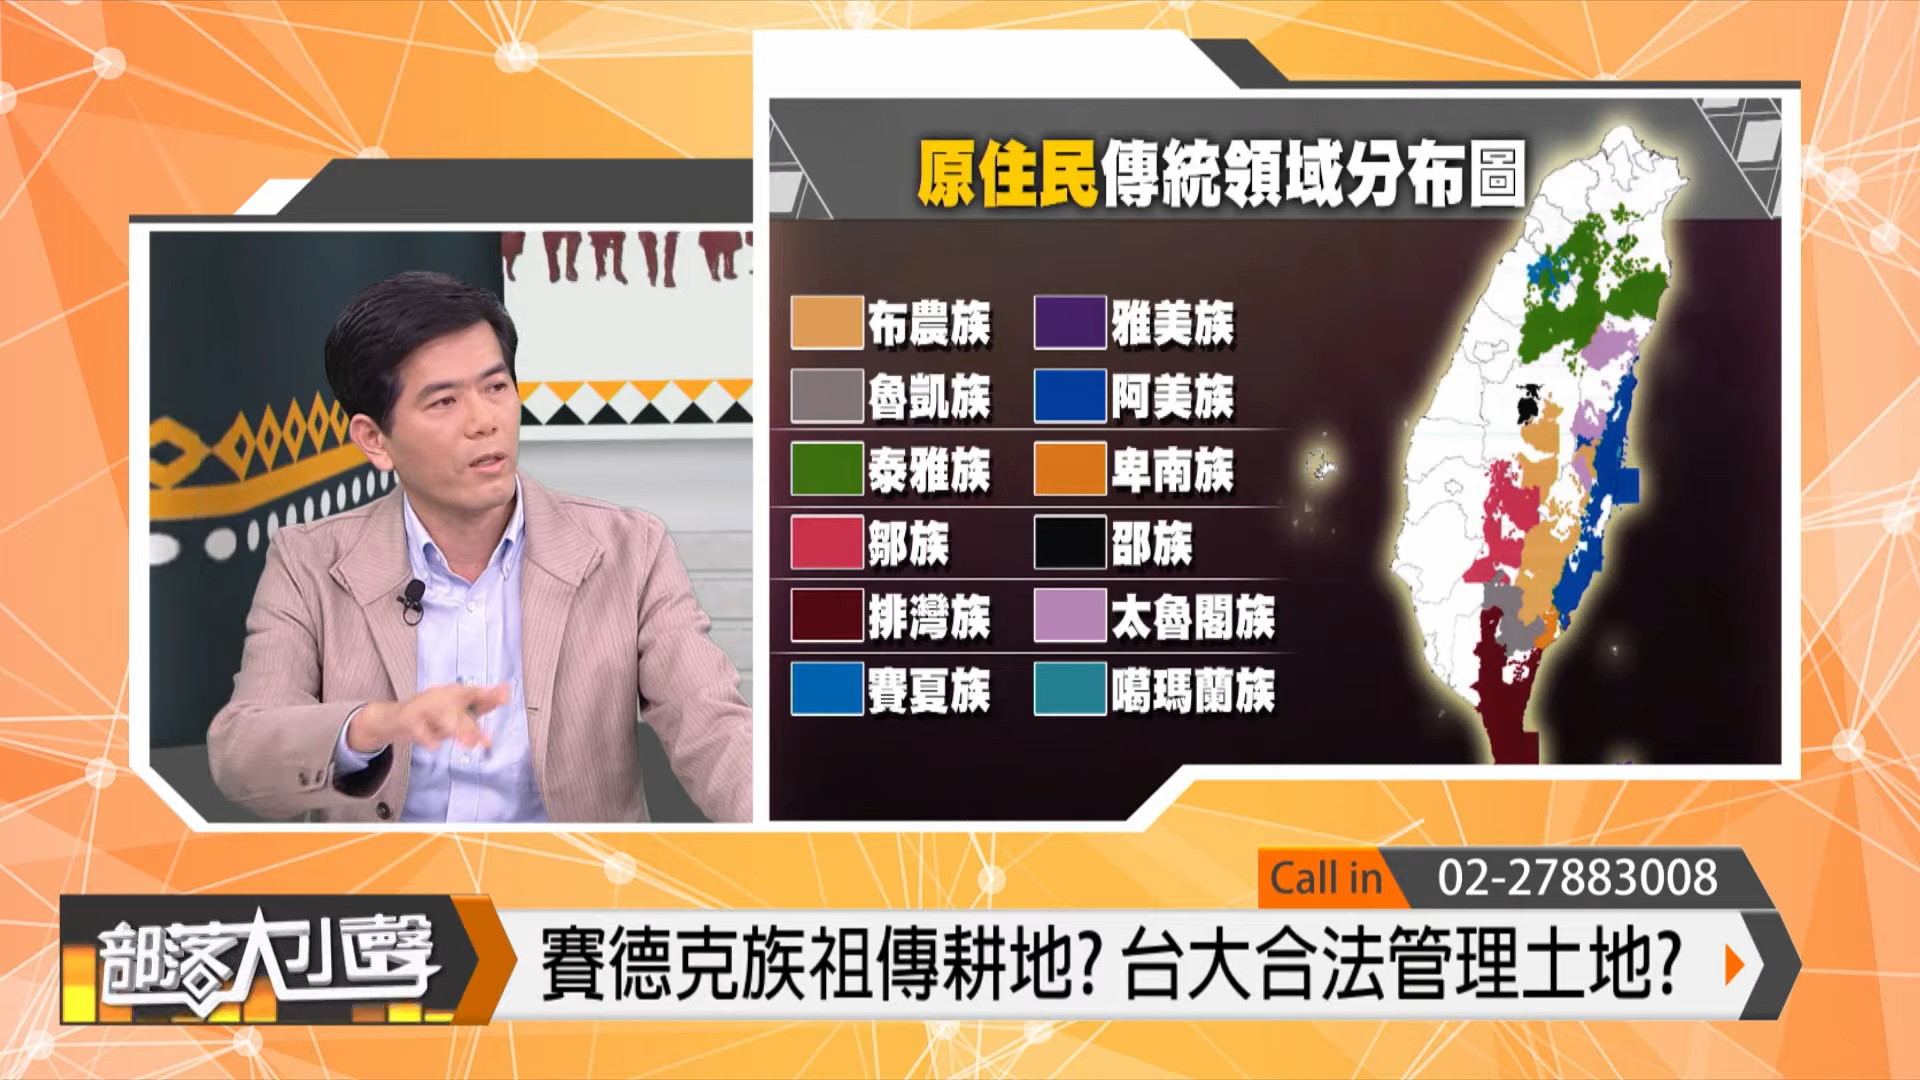 原住民傳統領域分布圖
布農族 雅美族
魯凱族 阿美族
泰雅族 卑南族
鄒族 邵族
排灣族 太魯閣族
賽夏族 噶瑪蘭族
Call in 02-27883008
部落大小聲
賽德克族祖傳耕地? 台大合法管理土地?